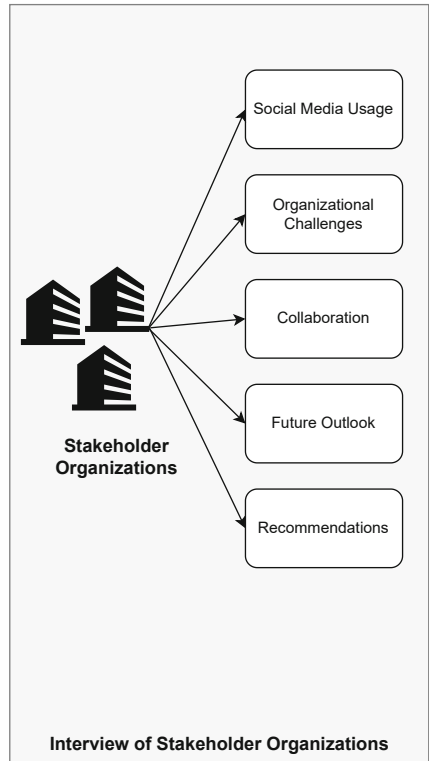 Social Media Usage
Organizational
Challenges
Collaboration
Stakeholder
Organizations
Future Outlook
Recommendations
Interview of Stakeholder Organizations